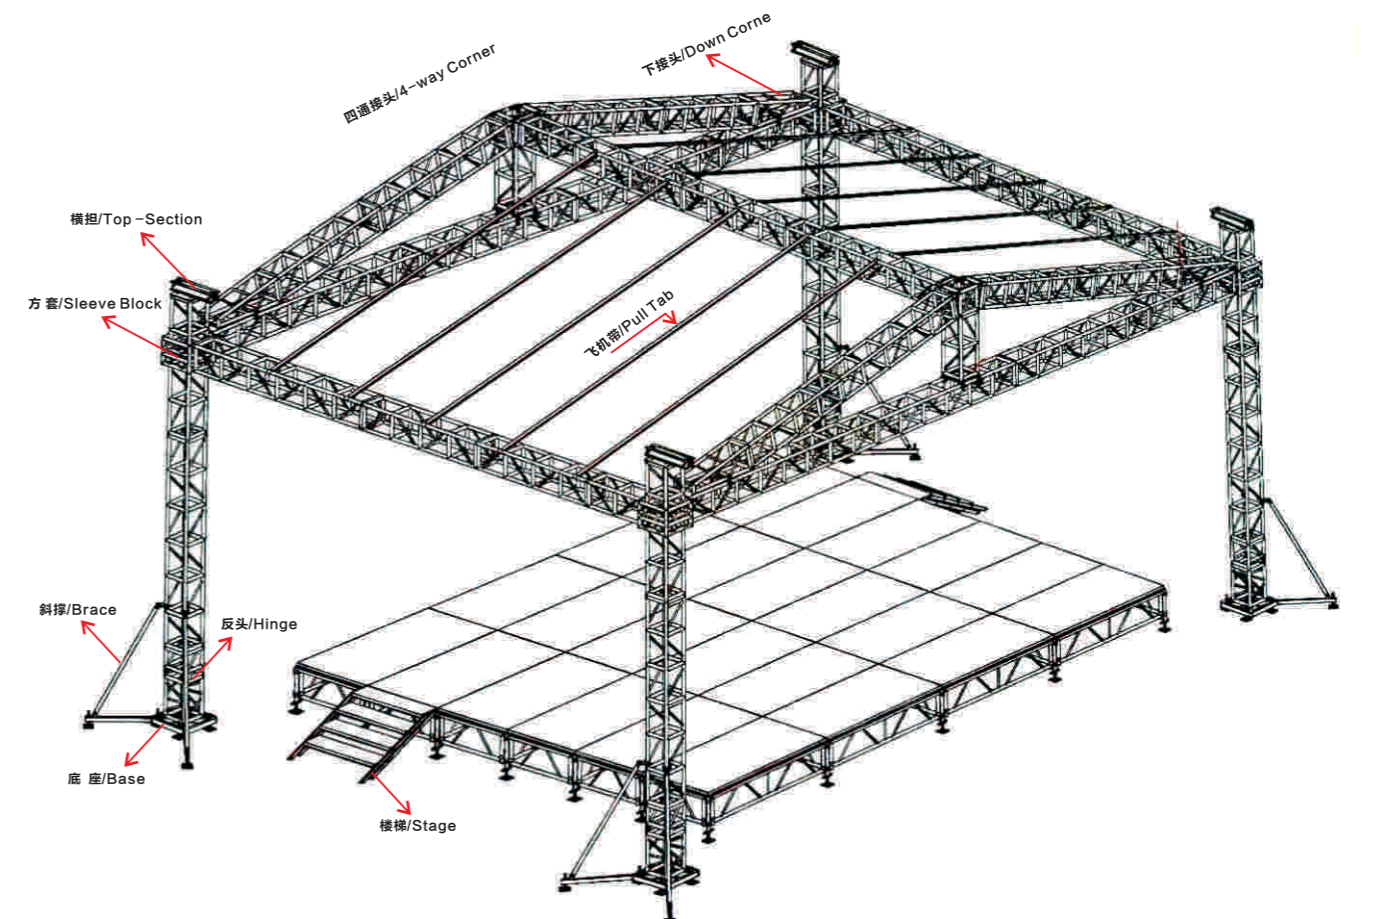 下接头/Down Corne
四通接头/4-way Corner
横担/Top-Section
方 套/Sleeve Block
飞机带/Pull Tab
斜撑/Brace
反头/Hinge
底 座/Base
楼梯/Stage